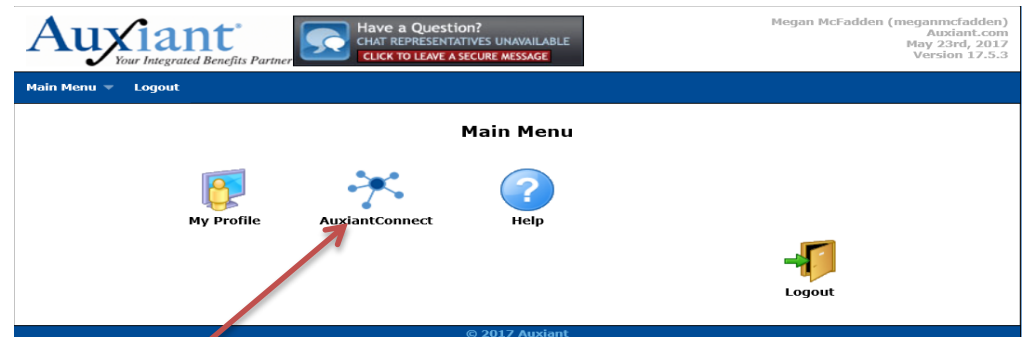 Auxiant
Your Integrated Benefits Partner
Have a Question?
CHAT REPRESENTATIVES UNAVAILABLE
CLICK TO LEAVE A SECURE MESSAGE
Megan McFadden (meganmcfadden)
Auxiant.com
May 23rd, 2017
Version 17.5.3
Main Menu Logout
Main Menu
My Profile AuxiantConnect Help
Logout
© 2017 Auxiant